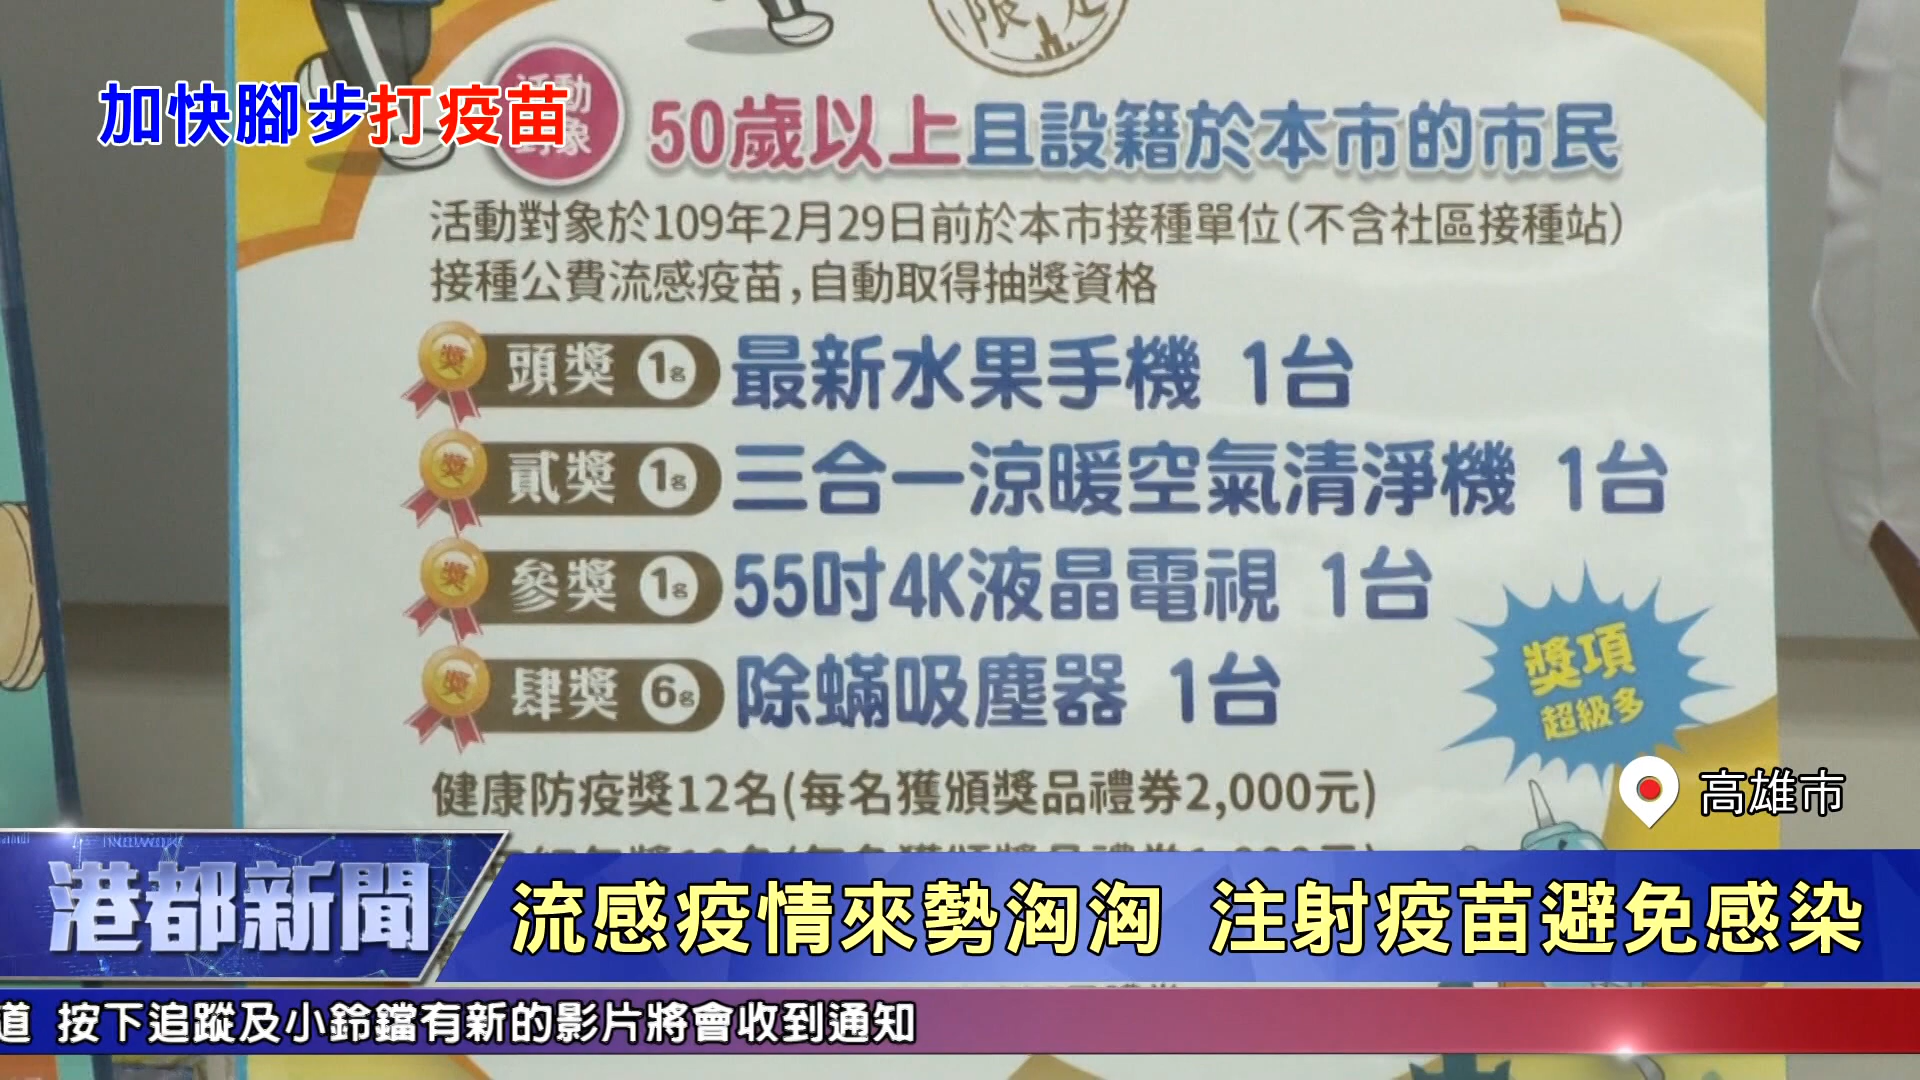 限定
加快腳步打疫苗
活動
對象
50歲以上且設籍於本市的市民
活動對象於109年2月29日前於本市接種單位(不含社區接種站)
接種公費流感疫苗,自動取得抽獎資格
獎 頭獎 1名 最新水果手機 1台
獎 貳獎 1名 三合一涼暖空氣清淨機 1台
獎 參獎 1名 55吋4K液晶電視 1台
獎 肆獎 6名 除蟎吸塵器 1台
獎項
超級多
健康防疫獎12名(每名獲頒獎品禮券2,000元)
高雄市
NETWORK
港都新聞
流感疫情來勢洶洶 注射疫苗避免感染
道 按下追蹤及小鈴鐺有新的影片將會收到通知